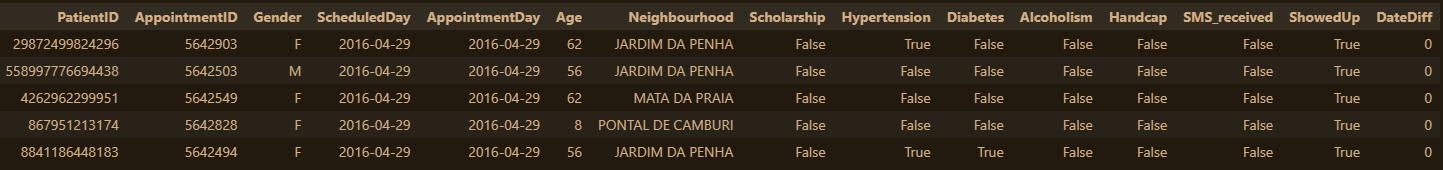 PatientID AppointmentID Gender ScheduledDay AppointmentDay Age Neighbourhood Scholarship Hypertension Diabetes Alcoholism Handcap SMS_received ShowedUp DateDiff
29872499824296 5642903 F 2016-04-29 2016-04-29 62 JARDIM DA PENHA False True False False False False True 0
558997776694438 5642503 M 2016-04-29 2016-04-29 56 JARDIM DA PENHA False False False False False False True 0
4262962299951 5642549 F 2016-04-29 2016-04-29 62 MATA DA PRAIA False False False False False False True 0
867951213174 5642828 F 2016-04-29 2016-04-29 8 PONTAL DE CAMBURI False False False False False False True 0
8841186448183 5642494 F 2016-04-29 2016-04-29 56 JARDIM DA PENHA False True True False False False True 0